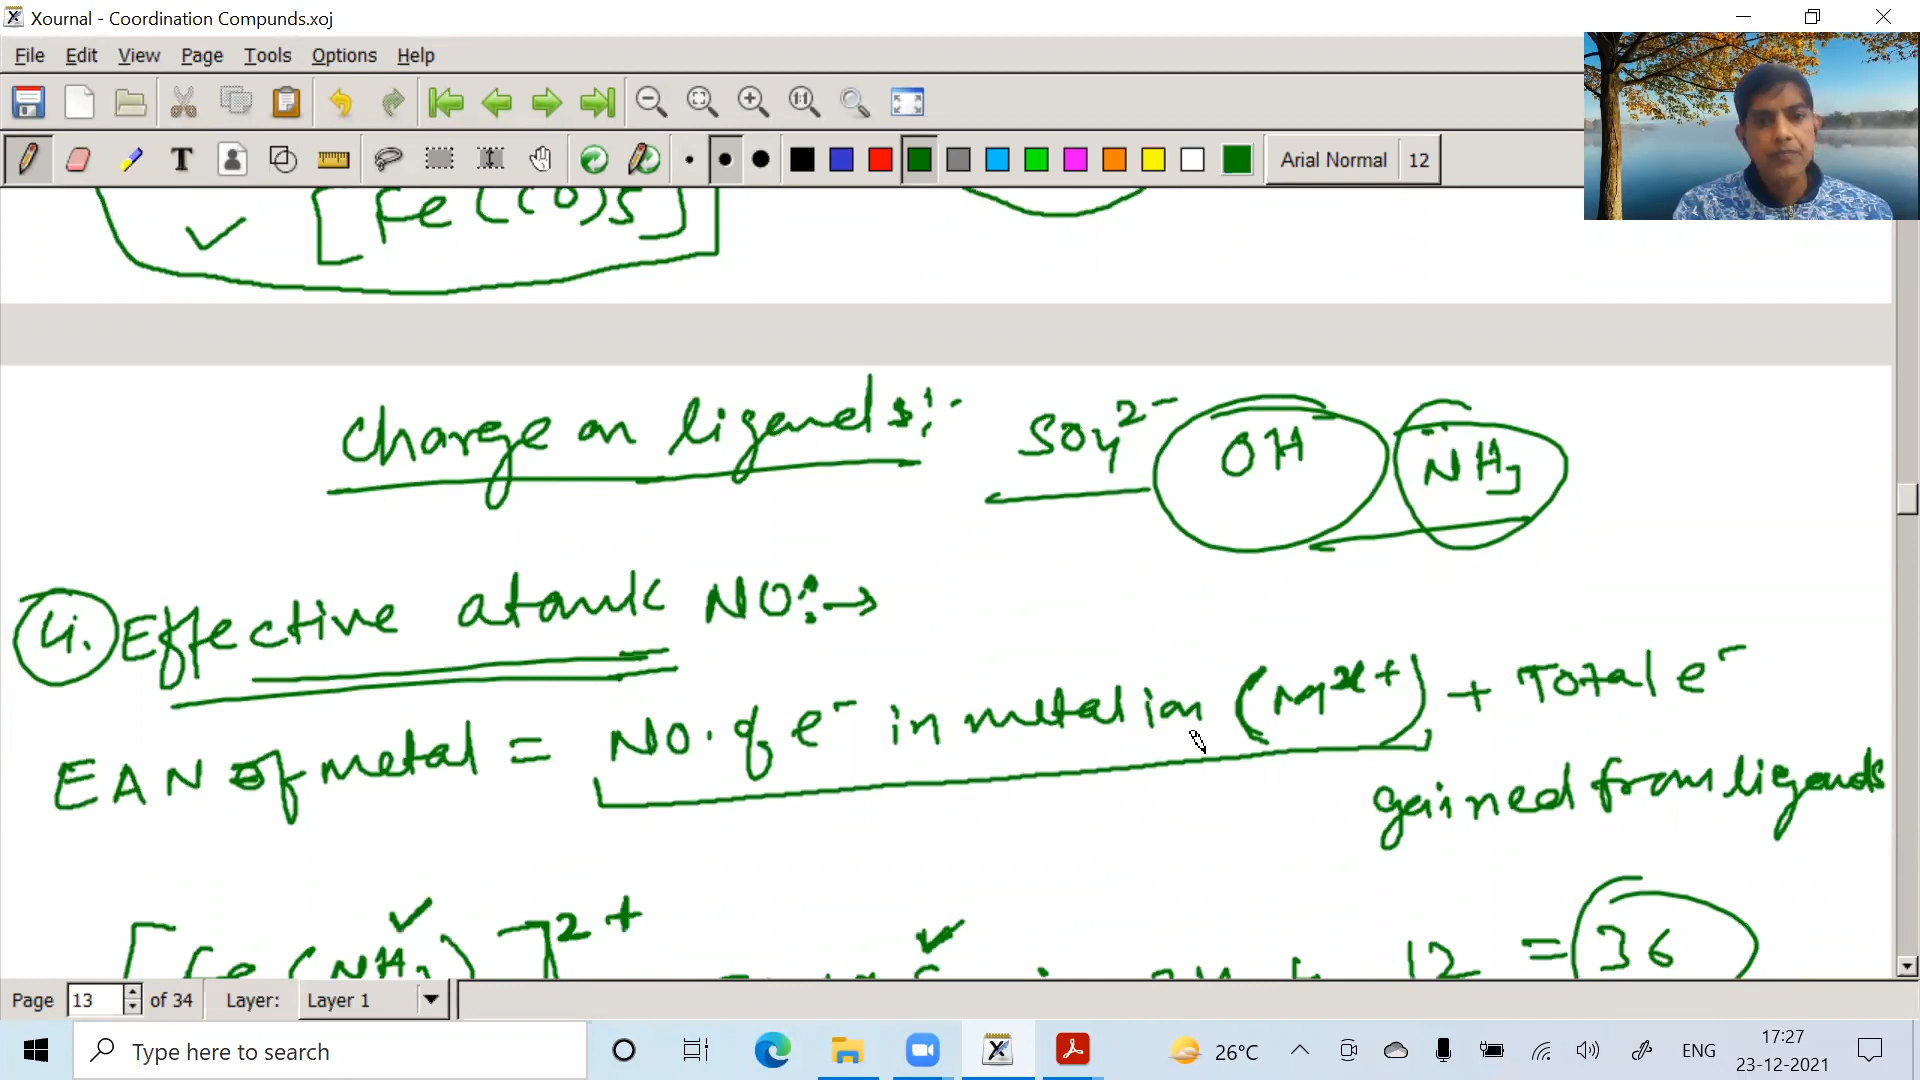 Xournal - Coordination Compunds.xoj
File Edit View Page Tools Options Help
Arial Normal 12
[Fe(CO)5]
Charge on ligands:-
SO4 2-
OH
NH3
4. Effective atomic NO:→
EAN of metal = NO. of e- in metal ion (Mx+) + Total e-
gained from ligands
[Fe(NH3) ]2+
12 = 36
Page 13 of 34 Layer: Layer 1
Type here to search
26°C
ENG
17:27
23-12-2021